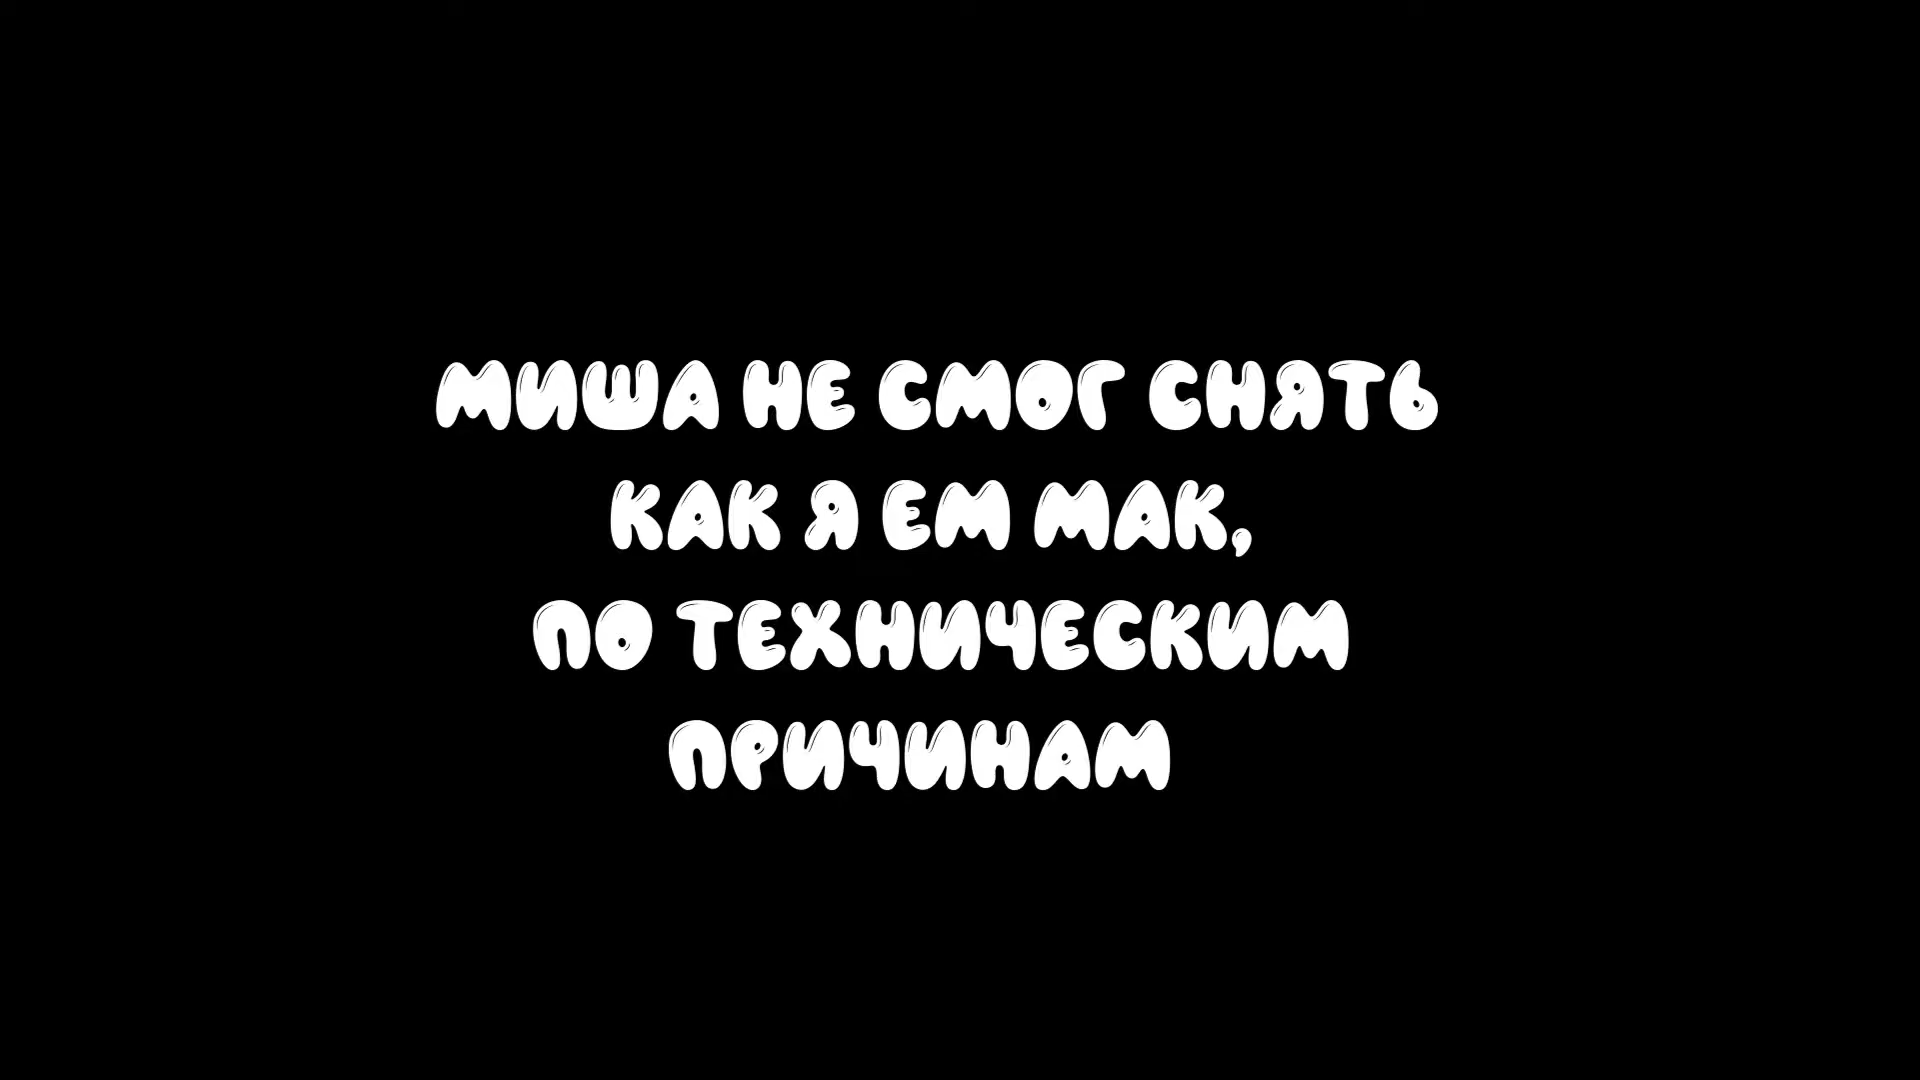 МИША НЕ СМОГ СНЯТЬ
КАК Я ЕМ МАК,
ПО ТЕХНИЧЕСКИМ
ПРИЧИНАМ